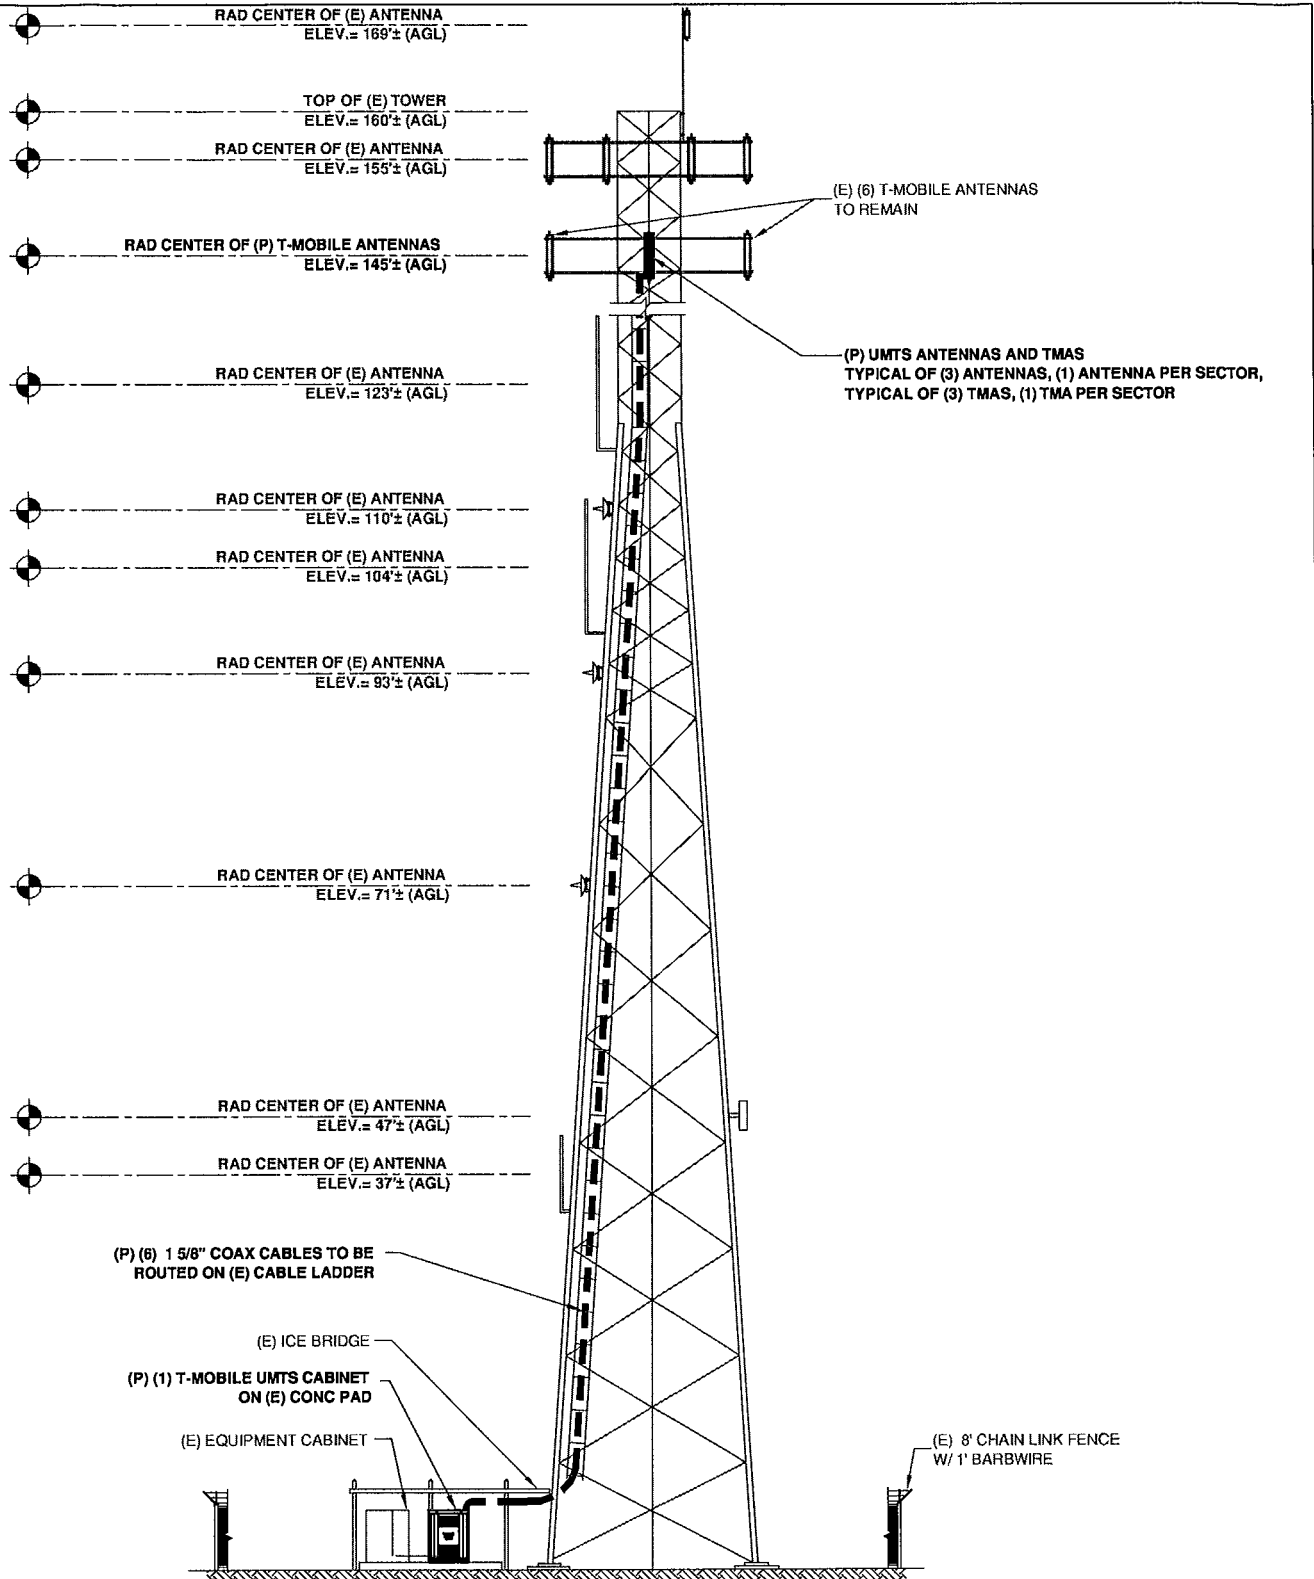 RAD CENTER OF (E) ANTENNA
ELEV.= 169'± (AGL)
TOP OF (E) TOWER
ELEV.= 160'± (AGL)
RAD CENTER OF (E) ANTENNA
ELEV.= 155'± (AGL)
(E) (6) T-MOBILE ANTENNAS
TO REMAIN
RAD CENTER OF (P) T-MOBILE ANTENNAS
ELEV.= 145'± (AGL)
(P) UMTS ANTENNAS AND TMAS
TYPICAL OF (3) ANTENNAS, (1) ANTENNA PER SECTOR,
TYPICAL OF (3) TMAS, (1) TMA PER SECTOR
RAD CENTER OF (E) ANTENNA
ELEV.= 123'± (AGL)
RAD CENTER OF (E) ANTENNA
ELEV.= 110'± (AGL)
RAD CENTER OF (E) ANTENNA
ELEV.= 104'± (AGL)
RAD CENTER OF (E) ANTENNA
ELEV.= 93'± (AGL)
RAD CENTER OF (E) ANTENNA
ELEV.= 71'± (AGL)
RAD CENTER OF (E) ANTENNA
ELEV.= 47'± (AGL)
RAD CENTER OF (E) ANTENNA
ELEV.= 37'± (AGL)
(P) (6) 1 5/8" COAX CABLES TO BE
ROUTED ON (E) CABLE LADDER
(E) ICE BRIDGE
(P) (1) T-MOBILE UMTS CABINET
ON (E) CONC PAD
(E) EQUIPMENT CABINET
(E) 8' CHAIN LINK FENCE
W/ 1' BARBWIRE